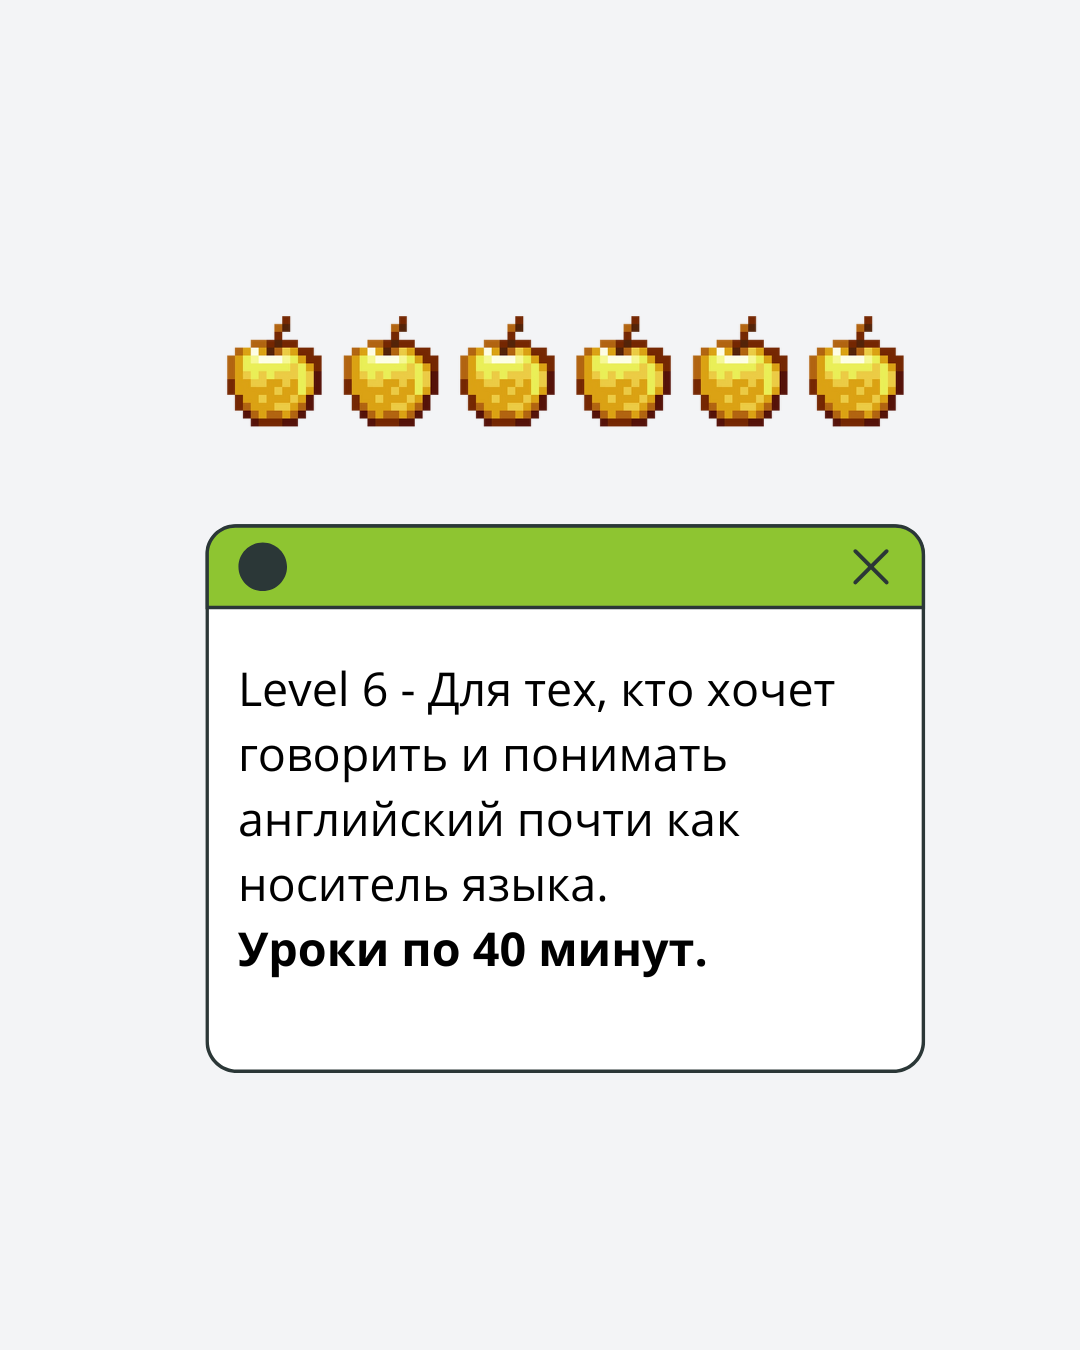 Level 6 - Для тех, кто хочет
говорить и понимать
английский почти как
носитель языка.
Уроки по 40 минут.